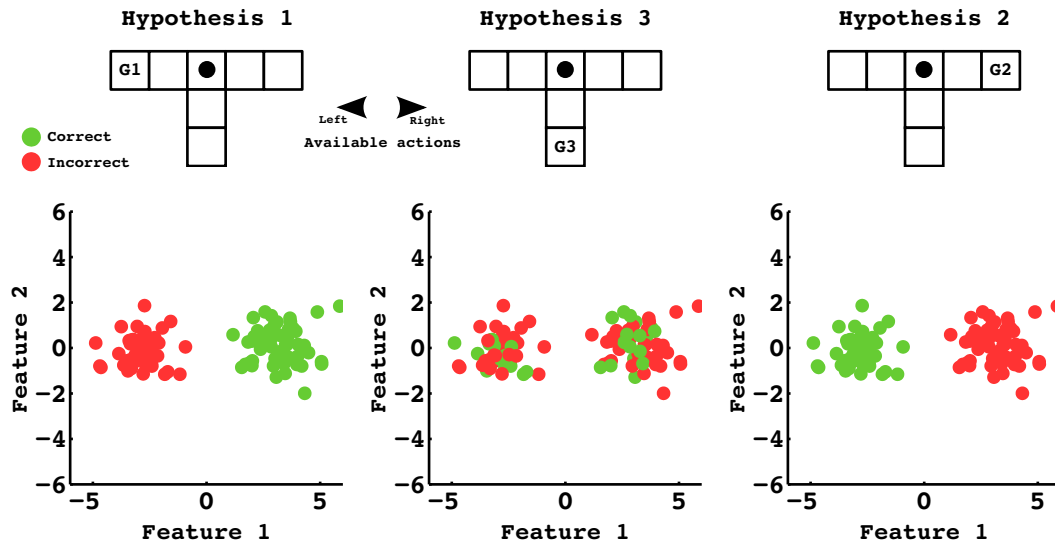 Hypothesis 1
Hypothesis 3
Hypothesis 2
G1
G2
Left
Right
Available actions
G3
Correct
Incorrect
6
4
2
0
−2
−4
−6
−5
0
5
Feature 1
Feature 2
6
4
2
0
−2
−4
−6
−5
0
5
Feature 1
Feature 2
6
4
2
0
−2
−4
−6
−5
0
5
Feature 1
Feature 2